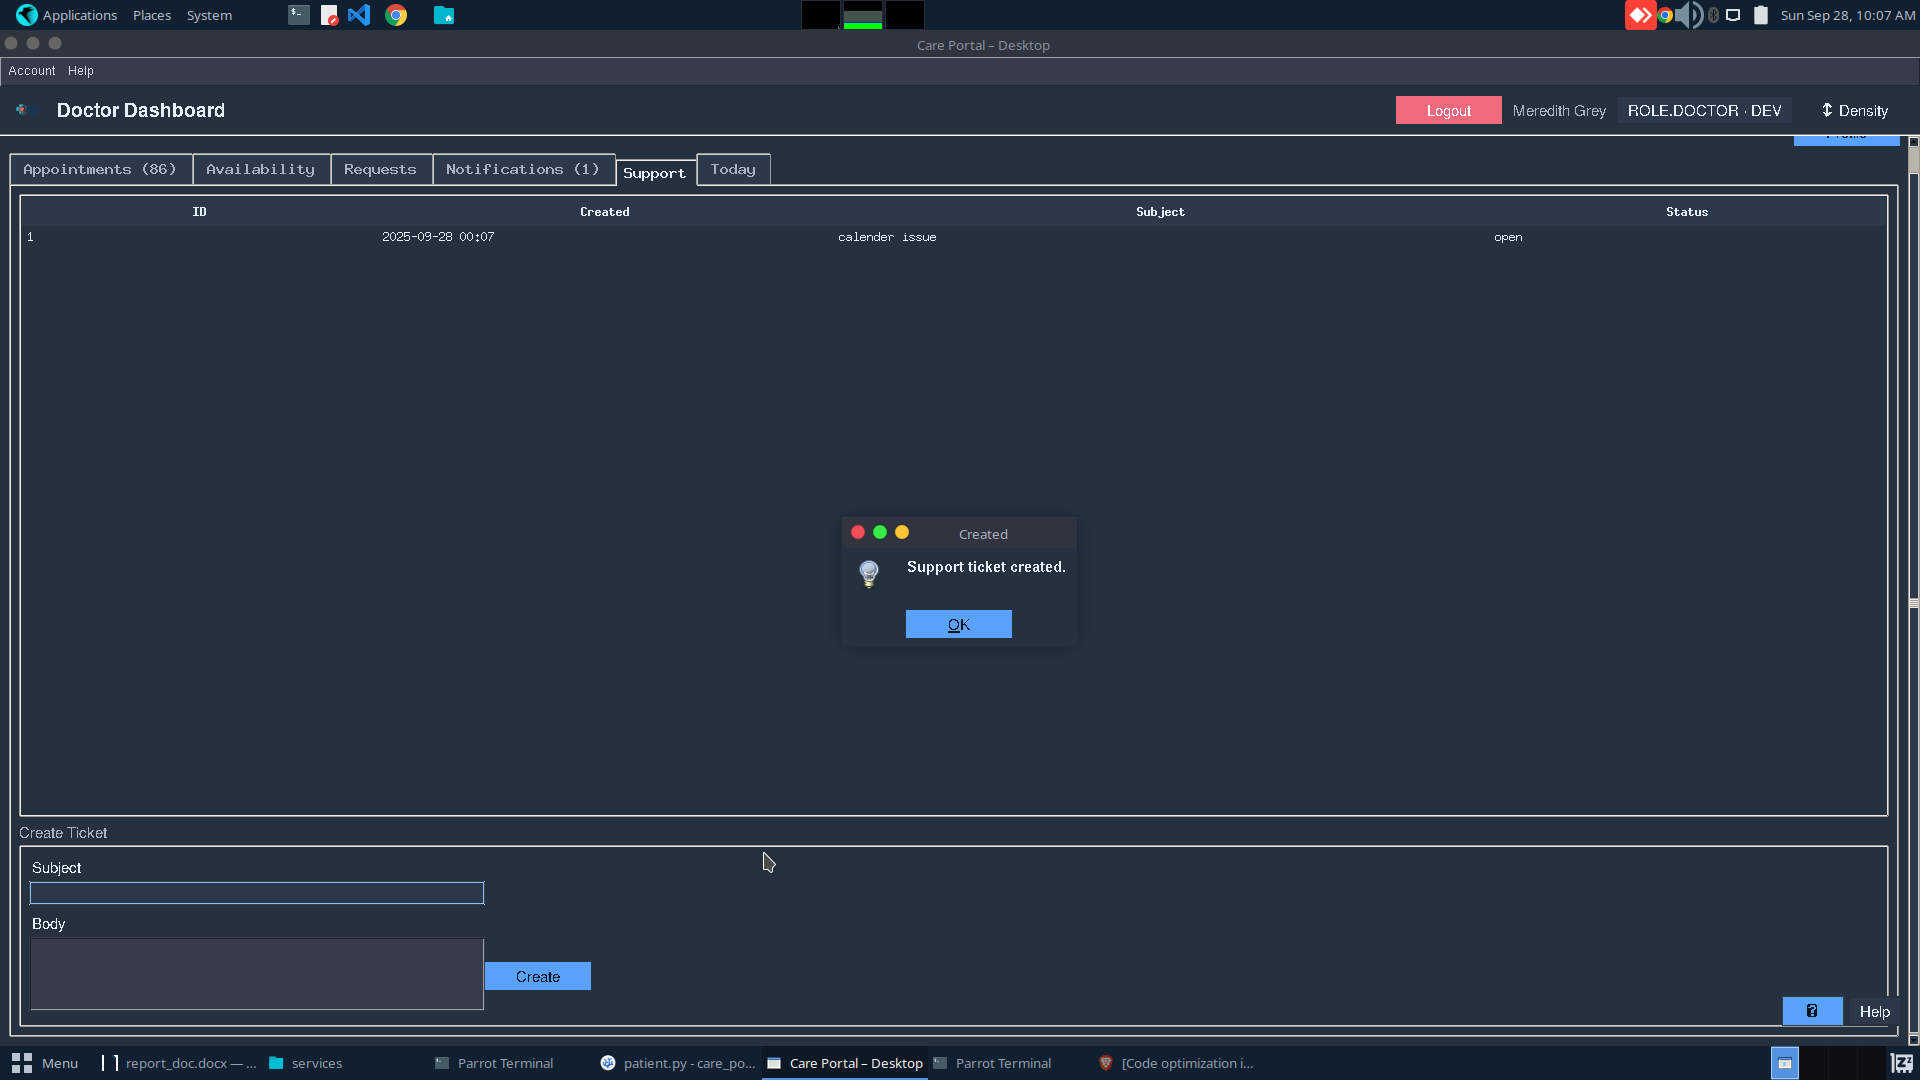 Applications Places System
Sun Sep 28, 10:07 AM
Care Portal – Desktop
Account Help
Doctor Dashboard
Logout Meredith Grey ROLE.DOCTOR · DEV ↕ Density
Appointments (86) Availability Requests Notifications (1) Support Today
ID Created Subject Status
1 2025-09-28 00:07 calender issue open
Created
Support ticket created.
OK
Create Ticket
Subject
Body
Create
? Help
Menu report_doc.docx — ... services Parrot Terminal patient.py - care_po... Care Portal – Desktop Parrot Terminal [Code optimization i...